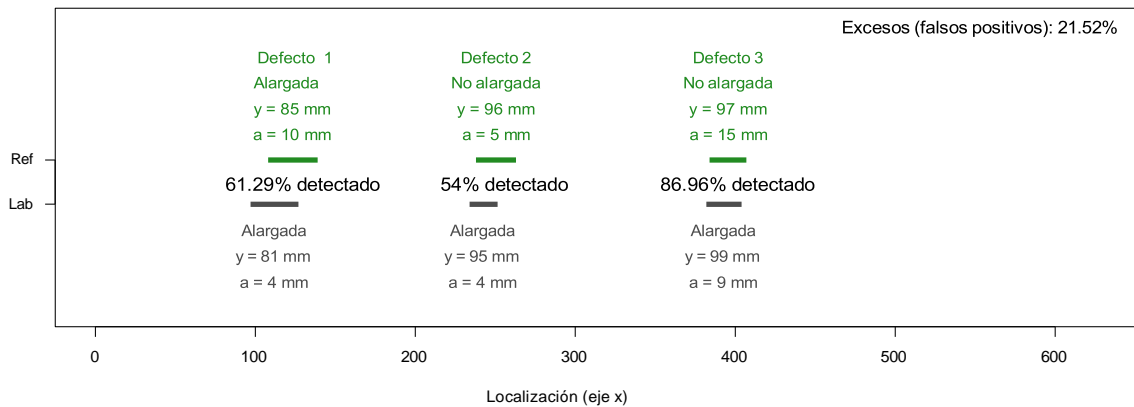 Excesos (falsos positivos): 21.52%
Defecto 1
Alargada
y = 85 mm
a = 10 mm
Defecto 2
No alargada
y = 96 mm
a = 5 mm
Defecto 3
No alargada
y = 97 mm
a = 15 mm
Ref
61.29% detectado
54% detectado
86.96% detectado
Lab
Alargada
y = 81 mm
a = 4 mm
Alargada
y = 95 mm
a = 4 mm
Alargada
y = 99 mm
a = 9 mm
0 100 200 300 400 500 600
Localización (eje x)